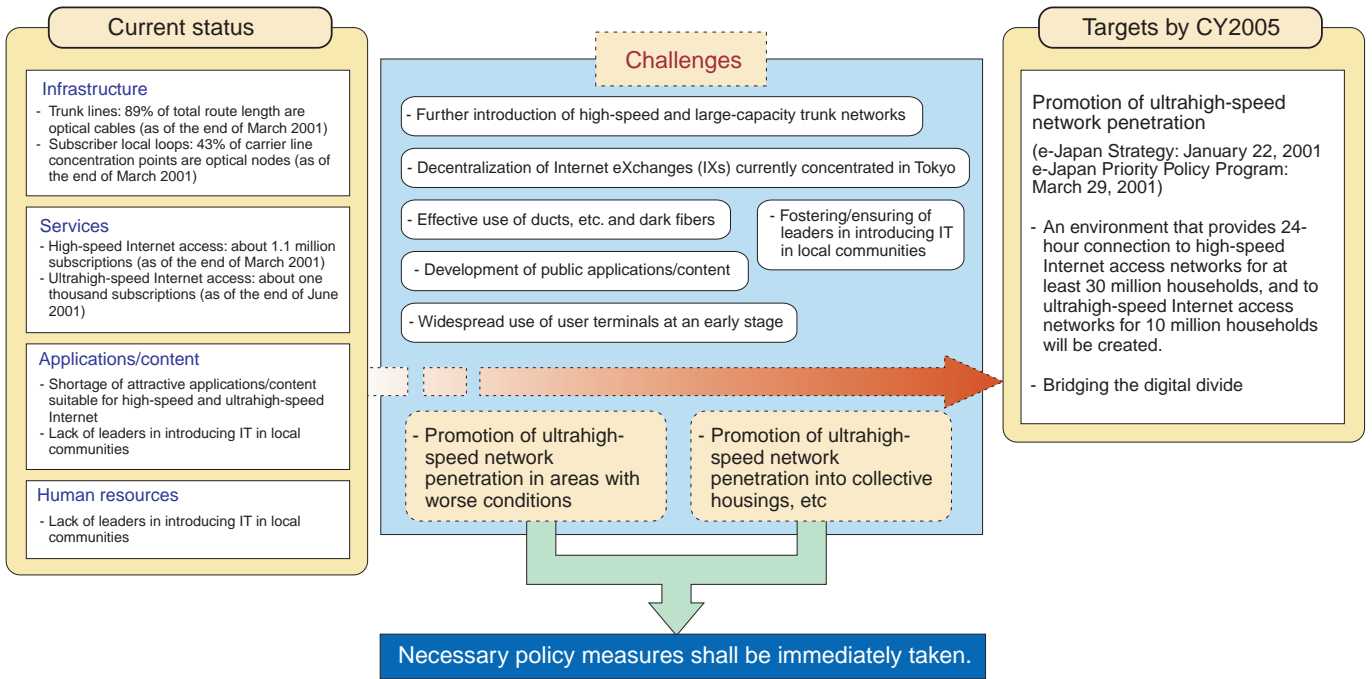 Current status
Infrastructure
- Trunk lines: 89% of total route length are
optical cables (as of the end of March 2001)
- Subscriber local loops: 43% of carrier line
concentration points are optical nodes (as of
the end of March 2001)
Services
- High-speed Internet access: about 1.1 million
subscriptions (as of the end of March 2001)
- Ultrahigh-speed Internet access: about one
thousand subscriptions (as of the end of June
2001)
Applications/content
- Shortage of attractive applications/content
suitable for high-speed and ultrahigh-speed
Internet
- Lack of leaders in introducing IT in local
communities
Human resources
- Lack of leaders in introducing IT in local
communities
Challenges
- Further introduction of high-speed and large-capacity trunk networks
- Decentralization of Internet eXchanges (IXs) currently concentrated in Tokyo
- Effective use of ducts, etc. and dark fibers
- Fostering/ensuring of
leaders in introducing IT
in local communities
- Development of public applications/content
- Widespread use of user terminals at an early stage
- Promotion of ultrahigh-
speed network
penetration in areas with
worse conditions
- Promotion of ultrahigh-
speed network
penetration into collective
housings, etc
Necessary policy measures shall be immediately taken.
Targets by CY2005
Promotion of ultrahigh-speed
network penetration
(e-Japan Strategy: January 22, 2001
e-Japan Priority Policy Program:
March 29, 2001)
- An environment that provides 24-
hour connection to high-speed
Internet access networks for at
least 30 million households, and to
ultrahigh-speed Internet access
networks for 10 million households
will be created.
- Bridging the digital divide